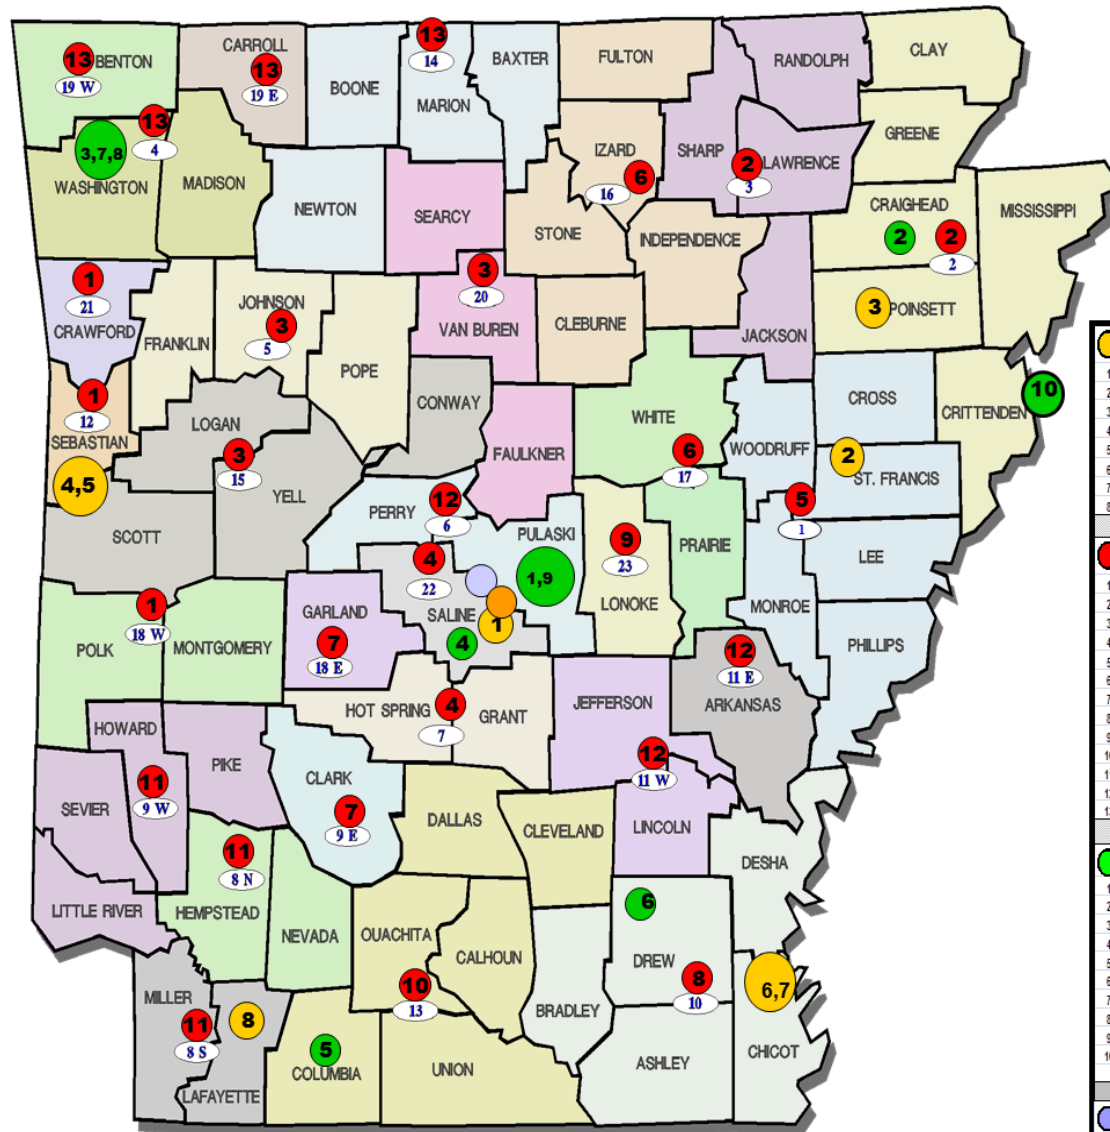 13 BENTON
19 W
CARROLL
13
19 E
BOONE
13
14
MARION
BAXTER
FULTON
RANDOLPH
CLAY
GREENE
13
4
3,7,8
WASHINGTON
MADISON
NEWTON
SEARCY
IZARD
6
16
SHARP
2 LAWRENCE
3
CRAIGHEAD
2
2
2
MISSISSIPPI
STONE
INDEPENDENCE
1
21
CRAWFORD
FRANKLIN
JOHNSON
3
5
POPE
3
20
VAN BUREN
CLEBURNE
JACKSON
3 POINSETT
1
12
SEBASTIAN
4,5
LOGAN
3
15
YELL
CONWAY
FAULKNER
WHITE
6
17
WOODRUFF
CROSS
CRITTENDEN
10
2
ST. FRANCIS
SCOTT
PERRY
12
6
PULASKI
1,9
9
23
LONOKE
PRAIRIE
5
1
LEE
MONROE
PHILLIPS
4
22
SALINE
1
4
GARLAND
7
18 E
1
18 W
POLK
MONTGOMERY
HOT SPRING
4
7
GRANT
JEFFERSON
12
11 E
ARKANSAS
HOWARD
11
9 W
PIKE
SEVIER
CLARK
7
9 E
DALLAS
CLEVELAND
12
11 W
LINCOLN
DESHA
LITTLE RIVER
11
8 N
HEMPSTEAD
NEVADA
OUACHITA
10
13
CALHOUN
BRADLEY
6
DREW
8
10
6,7
CHICOT
MILLER
11
8 S
8
LAFAYETTE
5
COLUMBIA
UNION
ASHLEY